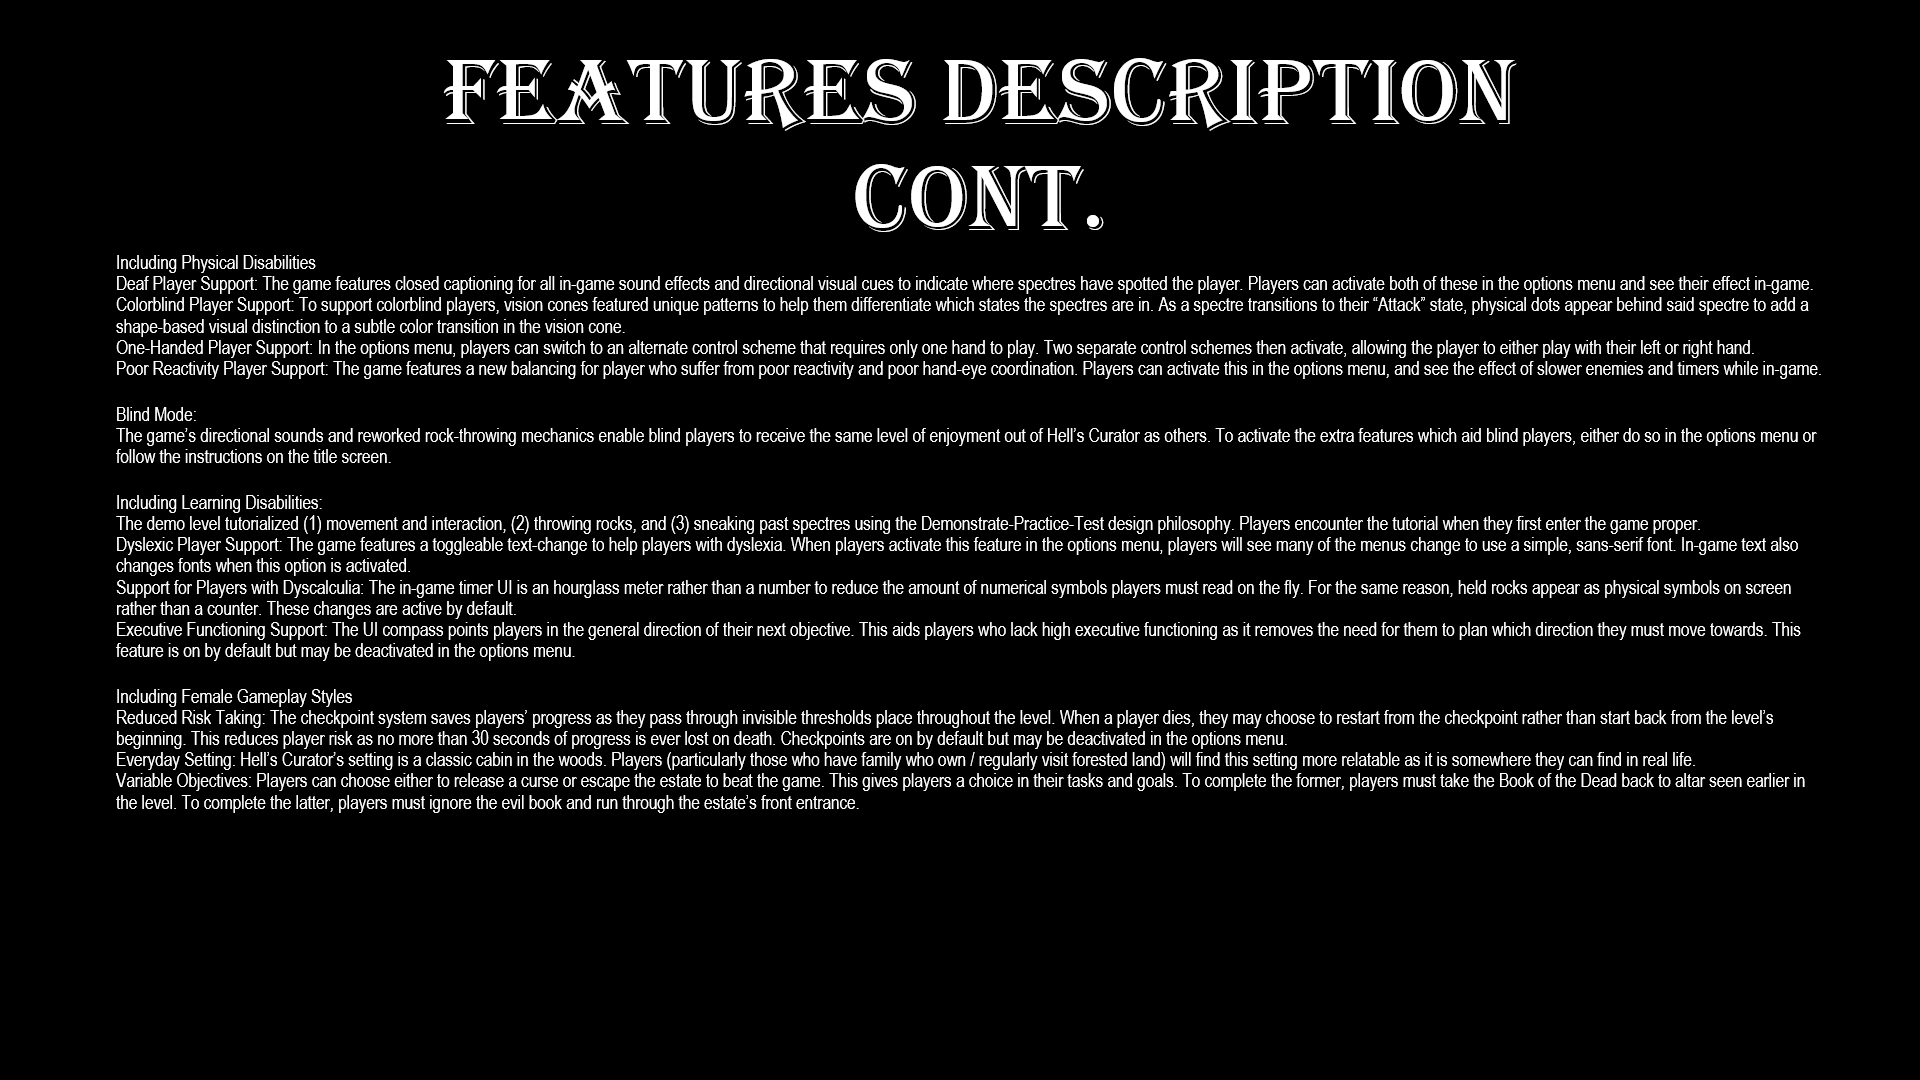 FEATURES DESCRIPTION
CONT.
Including Physical Disabilities
Deaf Player Support: The game features closed captioning for all in-game sound effects and directional visual cues to indicate where spectres have spotted the player. Players can activate both of these in the options menu and see their effect in-game.
Colorblind Player Support: To support colorblind players, vision cones featured unique patterns to help them differentiate which states the spectres are in. As a spectre transitions to their “Attack” state, physical dots appear behind said spectre to add a
shape-based visual distinction to a subtle color transition in the vision cone.
One-Handed Player Support: In the options menu, players can switch to an alternate control scheme that requires only one hand to play. Two separate control schemes then activate, allowing the player to either play with their left or right hand.
Poor Reactivity Player Support: The game features a new balancing for player who suffer from poor reactivity and poor hand-eye coordination. Players can activate this in the options menu, and see the effect of slower enemies and timers while in-game.
Blind Mode:
The game’s directional sounds and reworked rock-throwing mechanics enable blind players to receive the same level of enjoyment out of Hell’s Curator as others. To activate the extra features which aid blind players, either do so in the options menu or
follow the instructions on the title screen.
Including Learning Disabilities:
The demo level tutorialized (1) movement and interaction, (2) throwing rocks, and (3) sneaking past spectres using the Demonstrate-Practice-Test design philosophy. Players encounter the tutorial when they first enter the game proper.
Dyslexic Player Support: The game features a toggleable text-change to help players with dyslexia. When players activate this feature in the options menu, players will see many of the menus change to use a simple, sans-serif font. In-game text also
changes fonts when this option is activated.
Support for Players with Dyscalculia: The in-game timer UI is an hourglass meter rather than a number to reduce the amount of numerical symbols players must read on the fly. For the same reason, held rocks appear as physical symbols on screen
rather than a counter. These changes are active by default.
Executive Functioning Support: The UI compass points players in the general direction of their next objective. This aids players who lack high executive functioning as it removes the need for them to plan which direction they must move towards. This
feature is on by default but may be deactivated in the options menu.
Including Female Gameplay Styles
Reduced Risk Taking: The checkpoint system saves players’ progress as they pass through invisible thresholds place throughout the level. When a player dies, they may choose to restart from the checkpoint rather than start back from the level’s
beginning. This reduces player risk as no more than 30 seconds of progress is ever lost on death. Checkpoints are on by default but may be deactivated in the options menu.
Everyday Setting: Hell’s Curator’s setting is a classic cabin in the woods. Players (particularly those who have family who own / regularly visit forested land) will find this setting more relatable as it is somewhere they can find in real life.
Variable Objectives: Players can choose either to release a curse or escape the estate to beat the game. This gives players a choice in their tasks and goals. To complete the former, players must take the Book of the Dead back to altar seen earlier in
the level. To complete the latter, players must ignore the evil book and run through the estate’s front entrance.